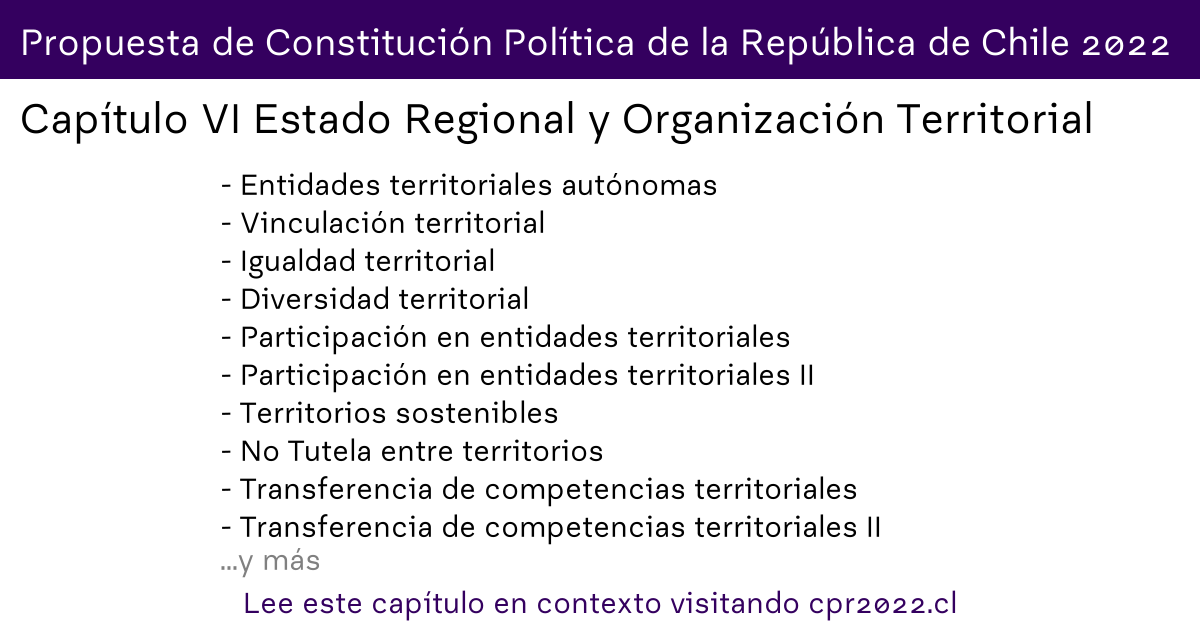 Propuesta de Constitución Política de la República de Chile 2022
Capítulo VI Estado Regional y Organización Territorial
- Entidades territoriales autónomas
- Vinculación territorial
- Igualdad territorial
- Diversidad territorial
- Participación en entidades territoriales
- Participación en entidades territoriales II
- Territorios sostenibles
- No Tutela entre territorios
- Transferencia de competencias territoriales
- Transferencia de competencias territoriales II
...y más
Lee este capítulo en contexto visitando cpr2022.cl